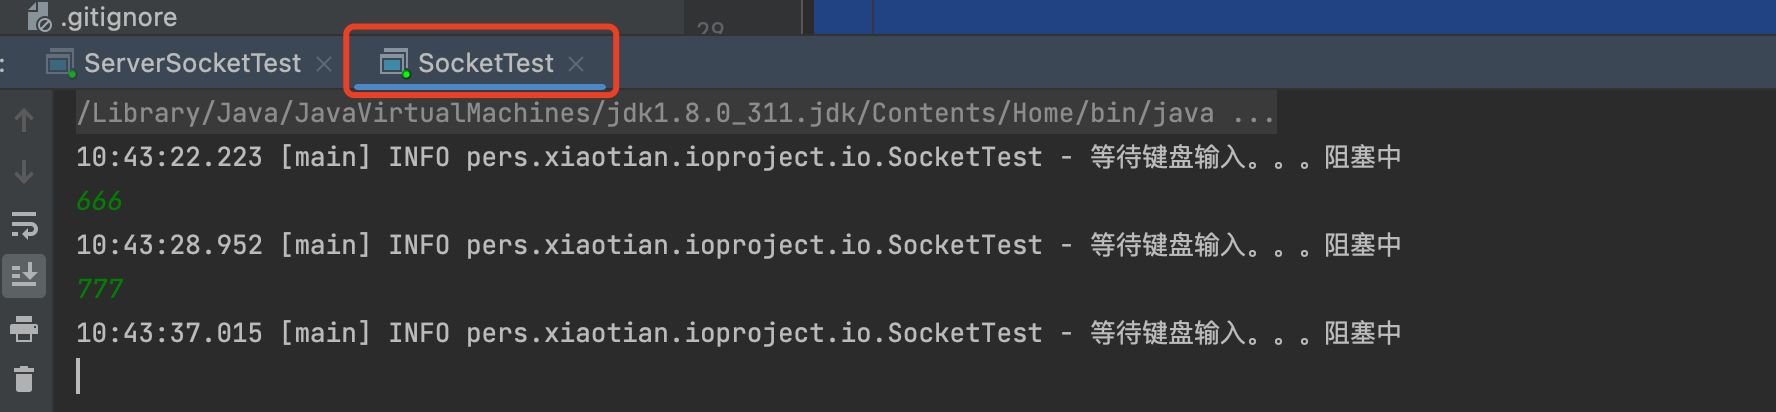 .gitignore
29
: ServerSocketTest × SocketTest ×
/Library/Java/JavaVirtualMachines/jdk1.8.0_311.jdk/Contents/Home/bin/java ...
10:43:22.223 [main] INFO pers.xiaotian.ioproject.io.SocketTest - 等待键盘输入。。。阻塞中
666
10:43:28.952 [main] INFO pers.xiaotian.ioproject.io.SocketTest - 等待键盘输入。。。阻塞中
777
10:43:37.015 [main] INFO pers.xiaotian.ioproject.io.SocketTest - 等待键盘输入。。。阻塞中